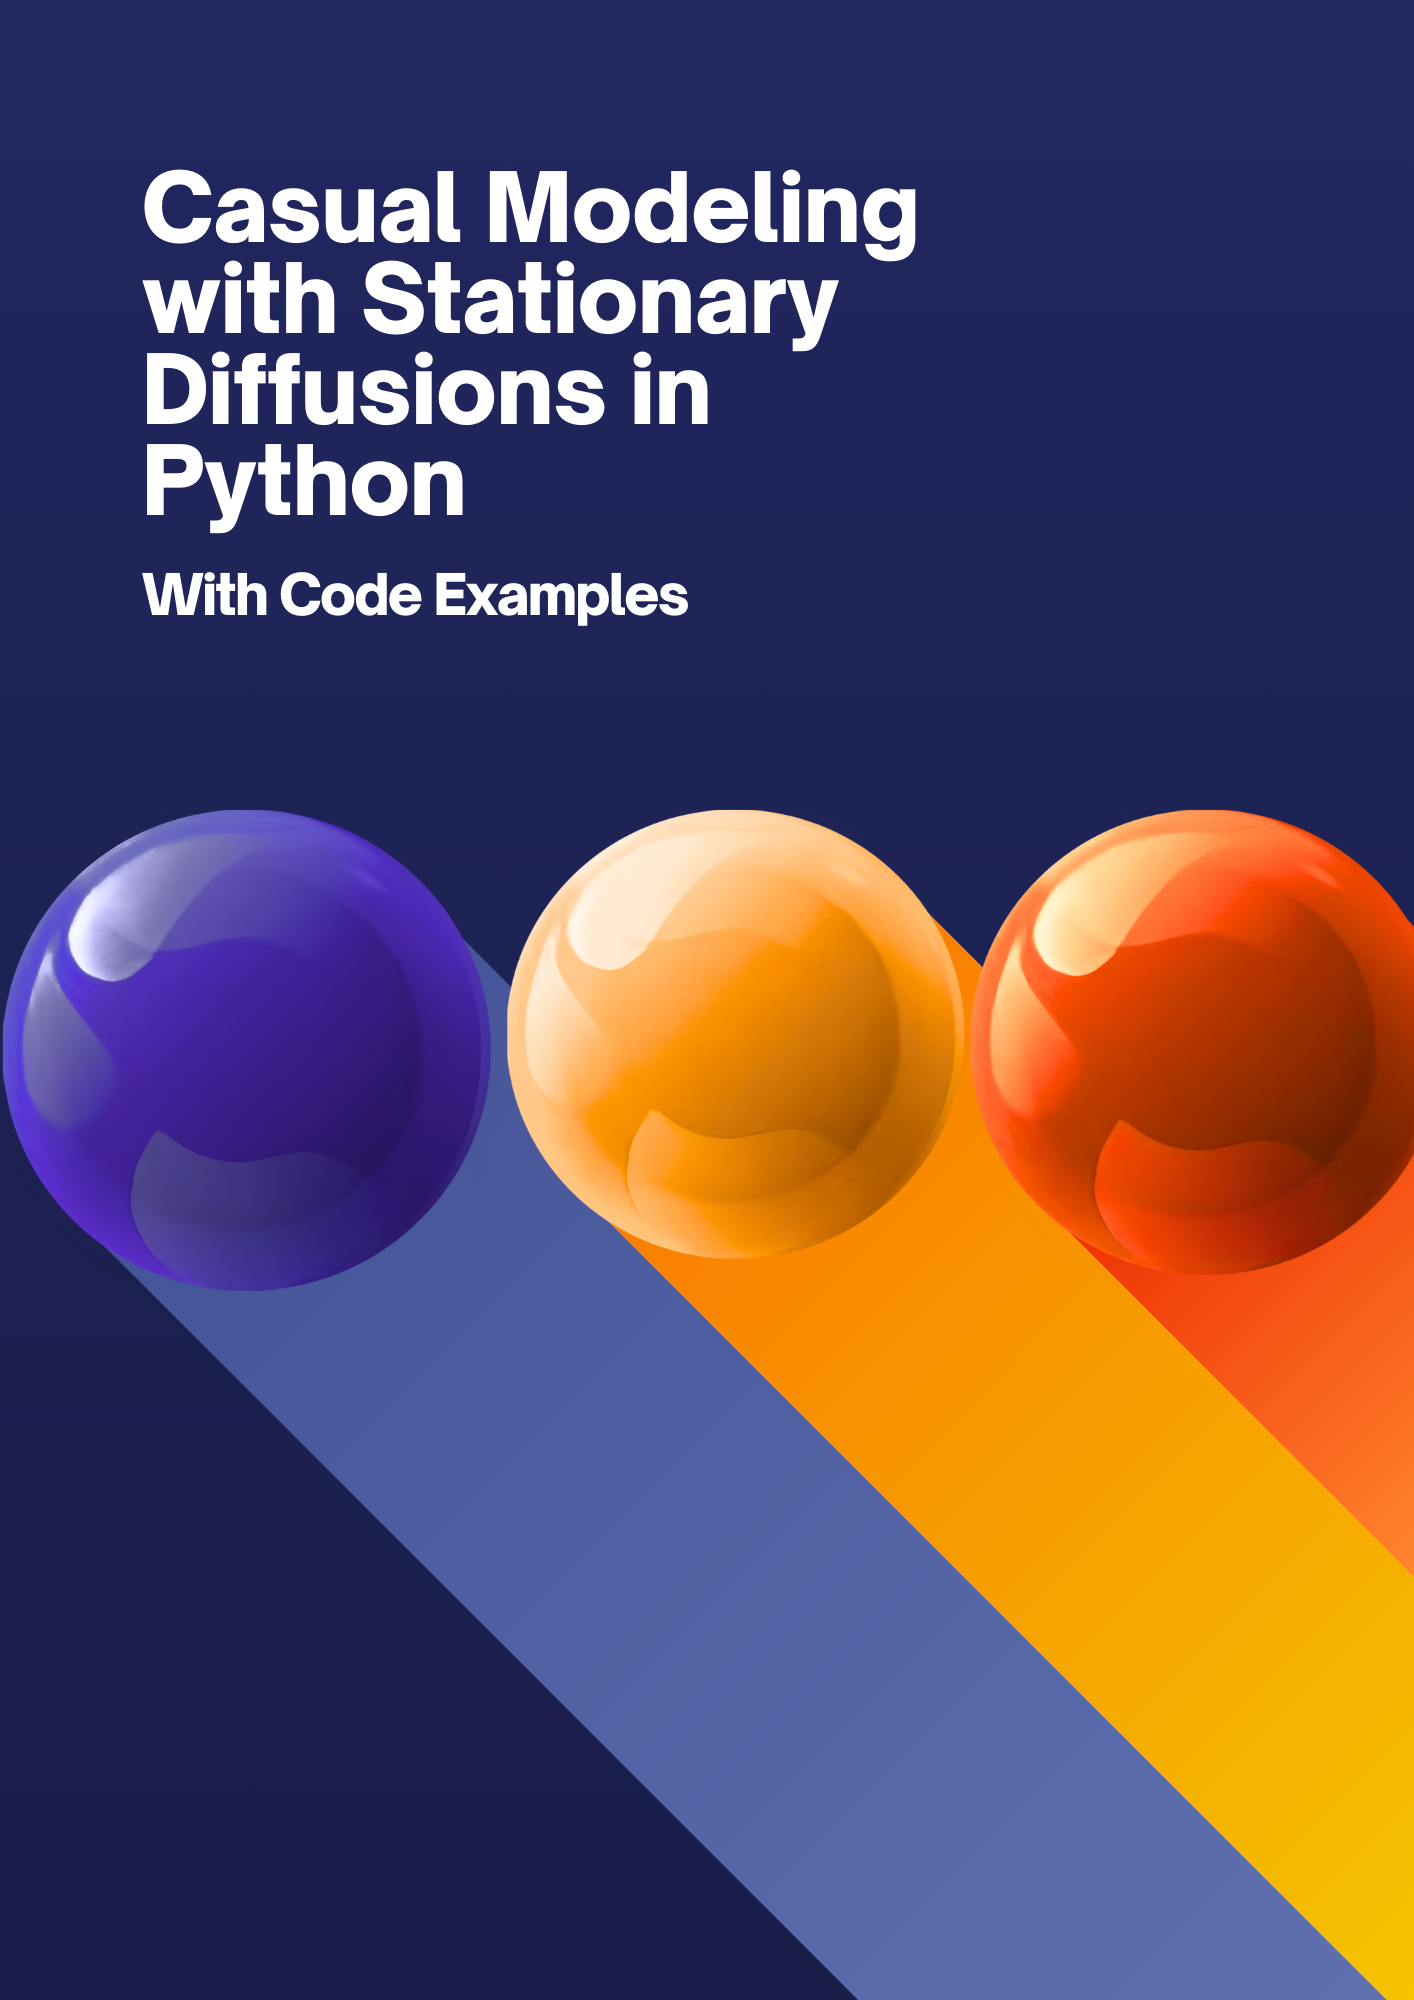 Casual Modeling
with Stationary
Diffusions in
Python
With Code Examples